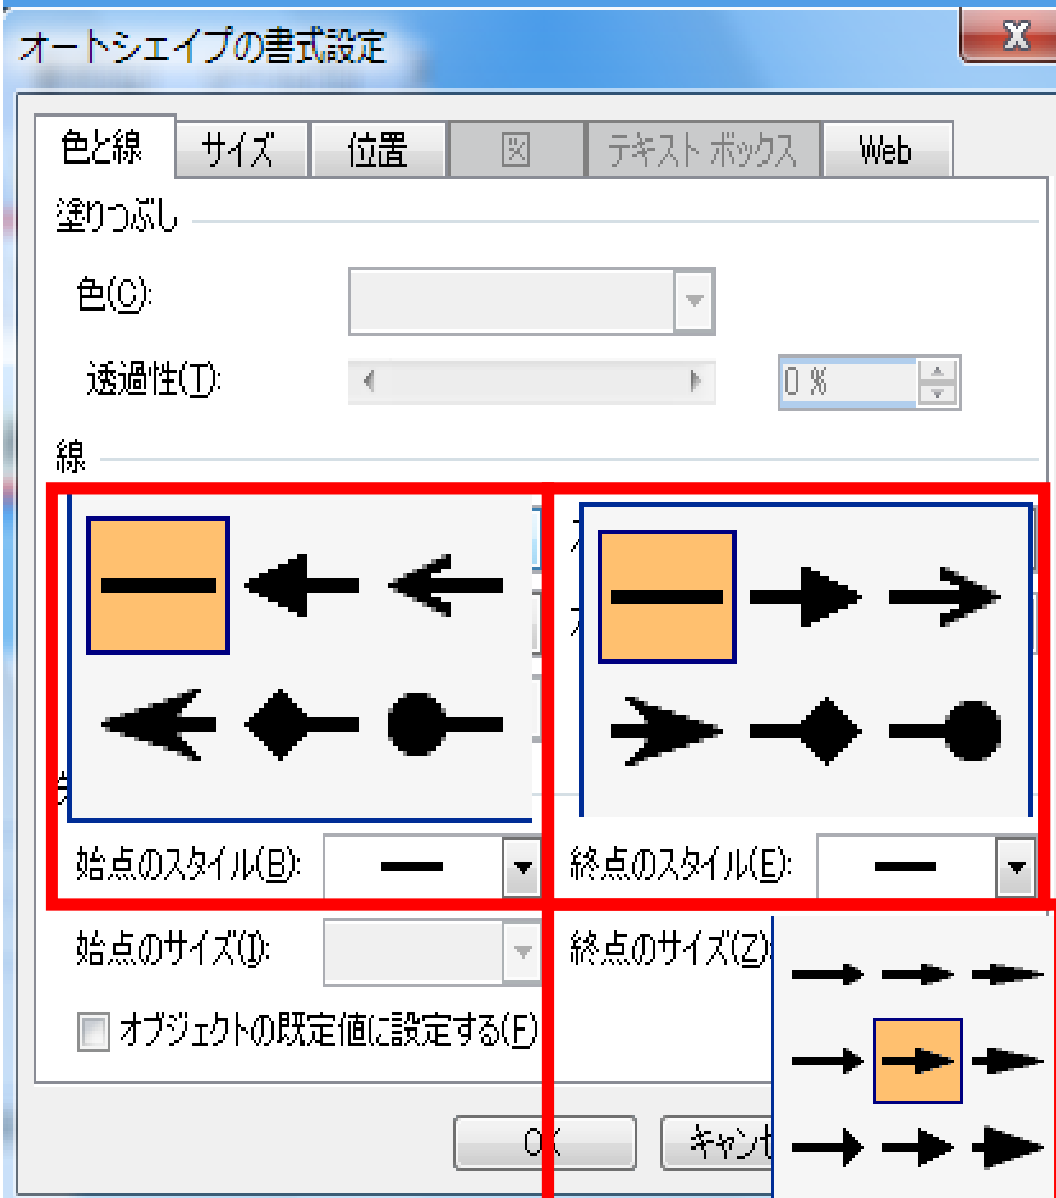 オートシェイプの書式設定
色と線 サイズ 位置 図 テキスト ボックス Web
塗りつぶし
色(C):
透過性(T): 0 %
線
始点のスタイル(B): 終点のスタイル(E):
始点のサイズ(I): 終点のサイズ(Z):
オブジェクトの既定値に設定する(F)
OK キャンセ